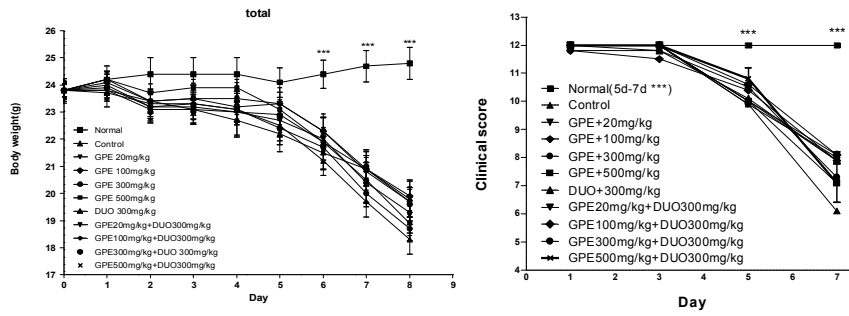 total
Body weight(g)
26
25
24
23
22
21
20
19
18
17
0
1
2
3
4
5
6
7
8
9
Day
***
***
***
Normal
Control
GPE 20mg/kg
GPE 100mg/kg
GPE 300mg/kg
GPE 500mg/kg
DUO 300mg/kg
GPE20mg/kg+DUO300mg/kg
GPE100mg/kg+DUO300mg/kg
GPE300mg/kg+DUO 300mg/kg
GPE500mg/kg+DUO300mg/kg
Clinical score
13
12
11
10
9
8
7
6
5
4
0
1
2
3
4
5
6
7
Day
***
***
Normal(5d-7d ***)
Control
GPE+20mg/kg
GPE+100mg/kg
GPE+300mg/kg
GPE+500mg/kg
DUO+300mg/kg
GPE20mg/kg+DUO300mg/kg
GPE100mg/kg+DUO300mg/kg
GPE300mg/kg+DUO300mg/kg
GPE500mg/kg+DUO300mg/kg